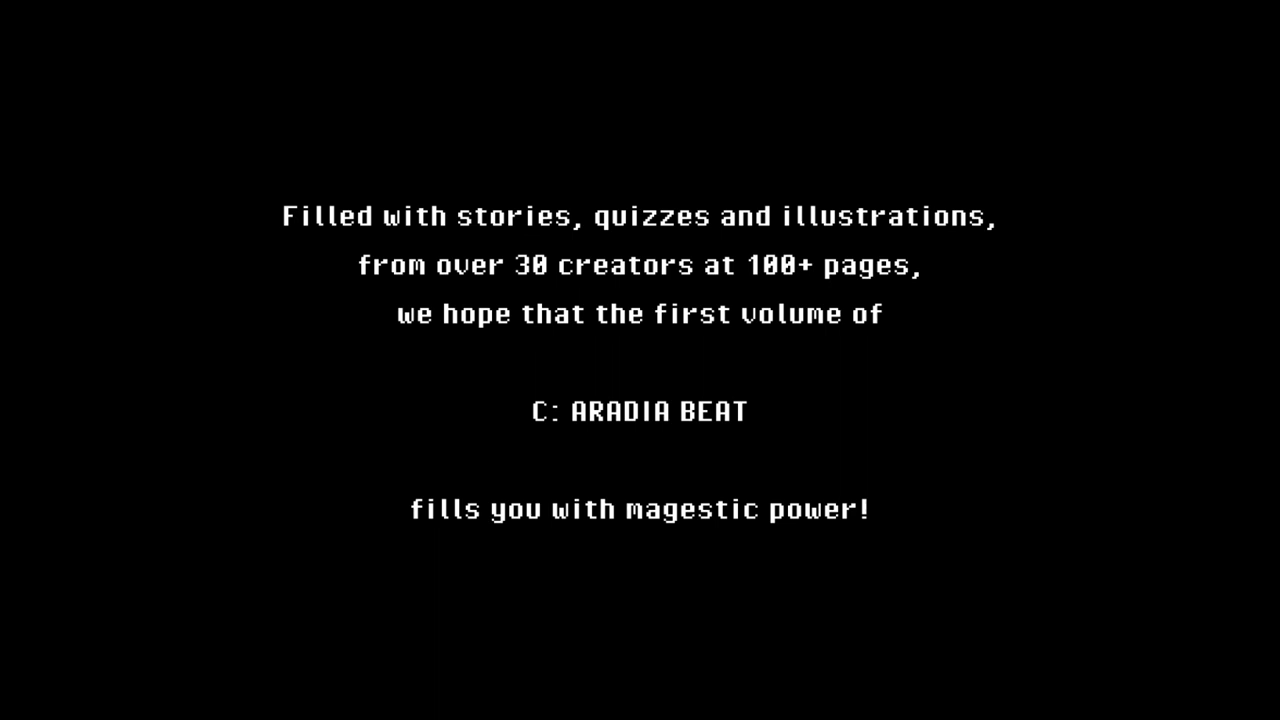 Filled with stories, quizzes and illustrations,
from over 30 creators at 100+ pages,
we hope that the first volume of
C: ARADIA BEAT
fills you with magestic power!